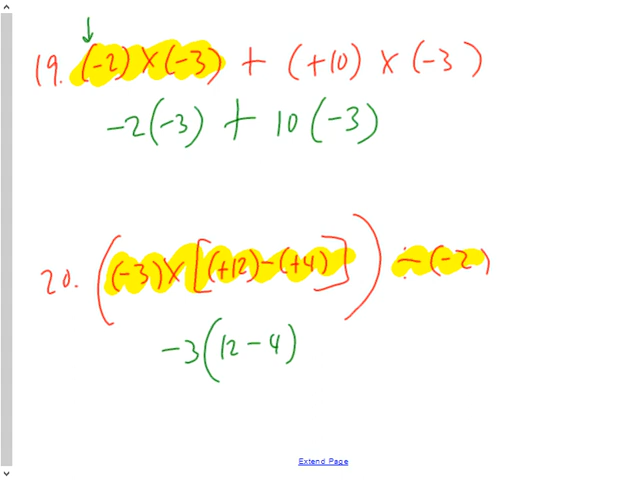 19. (-2) × (-3) + (+10) × (-3)
-2(-3) + 10(-3)
20. ((-3) × [(+12) - (+4)]) ÷ (-2)
-3(12 - 4)
Extend Page